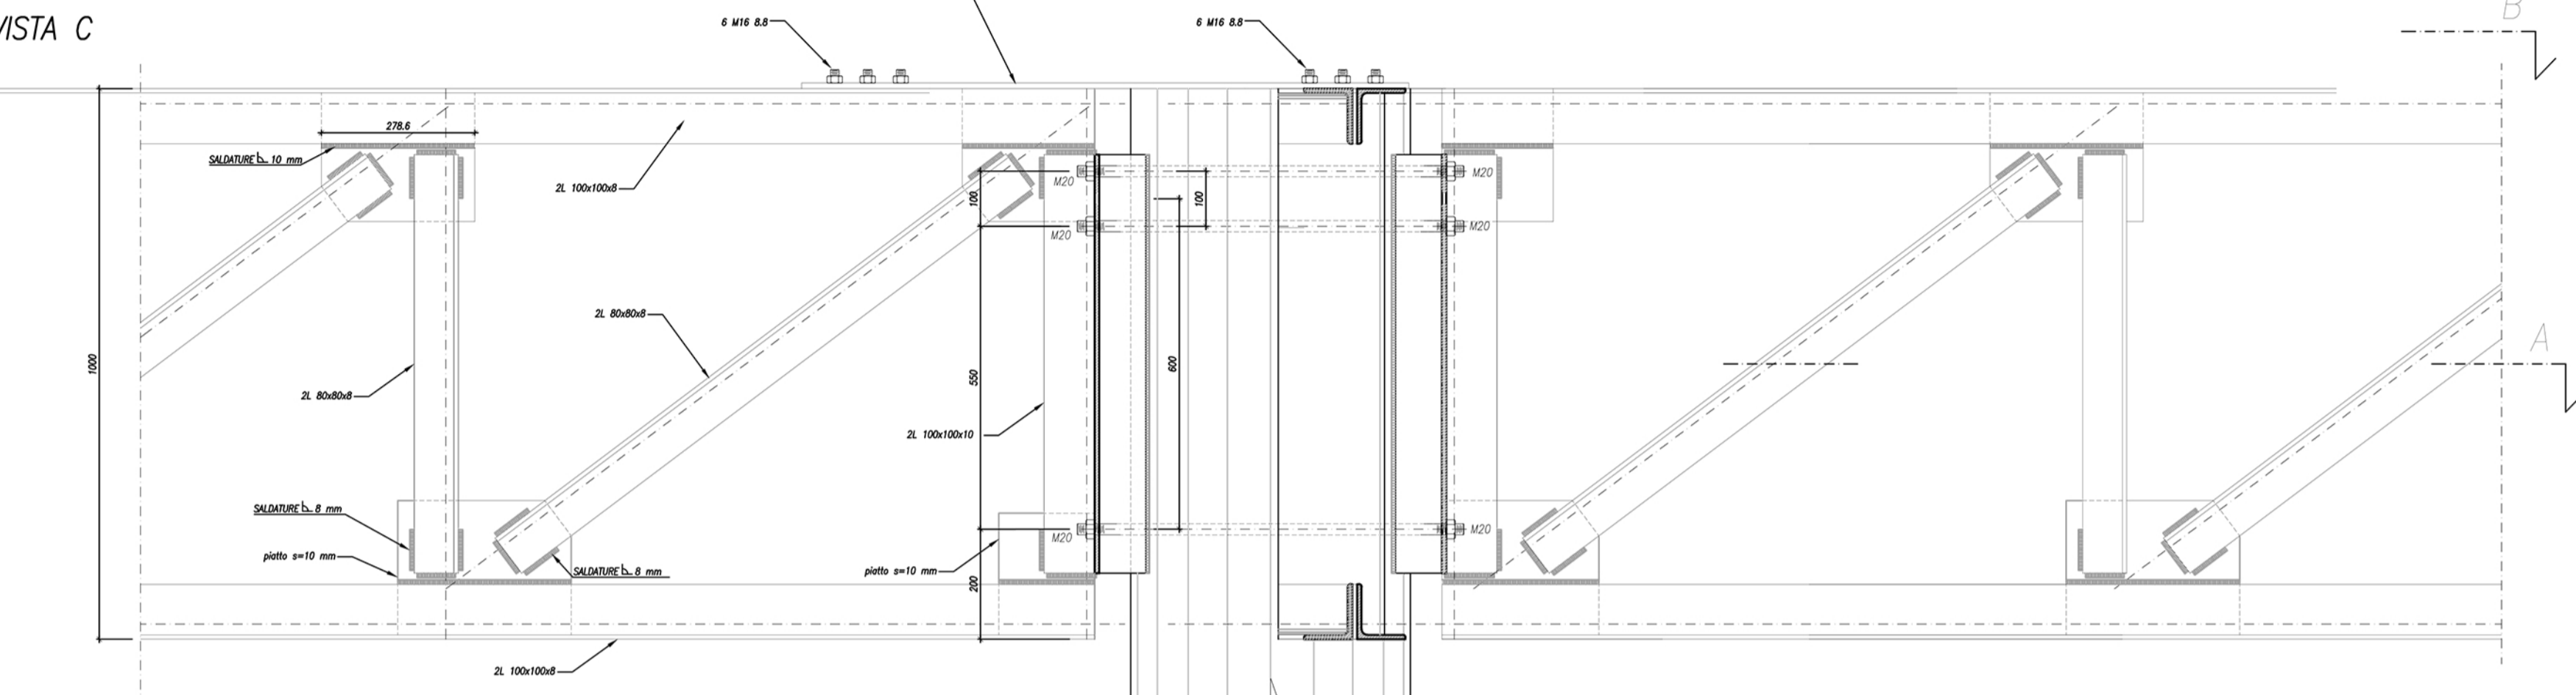 VISTA C
6 M16 8.8
6 M16 8.8
B
278.6
SALDATURE 10 mm
2L 100x100x8
M20
100
100
M20
M20
M20
2L 80x80x8
1000
550
600
A
2L 80x80x8
2L 100x100x10
SALDATURE 8 mm
M20
M20
piatto s=10 mm
SALDATURE 8 mm
piatto s=10 mm
200
2L 100x100x8